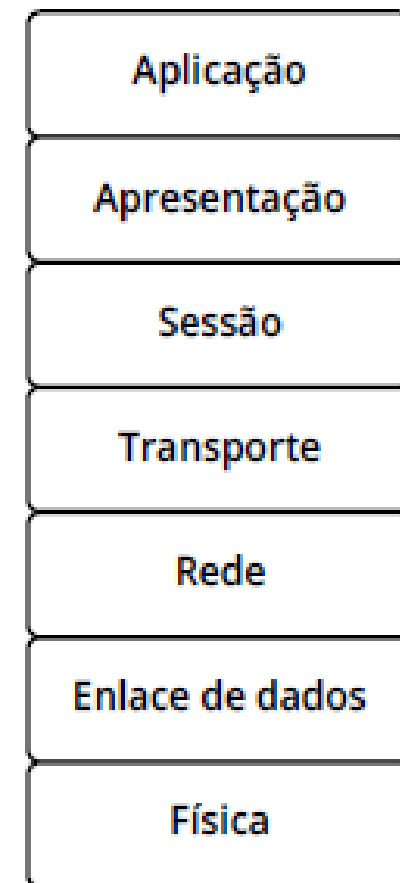 Aplicação
Apresentação
Sessão
Transporte
Rede
Enlace de dados
Física